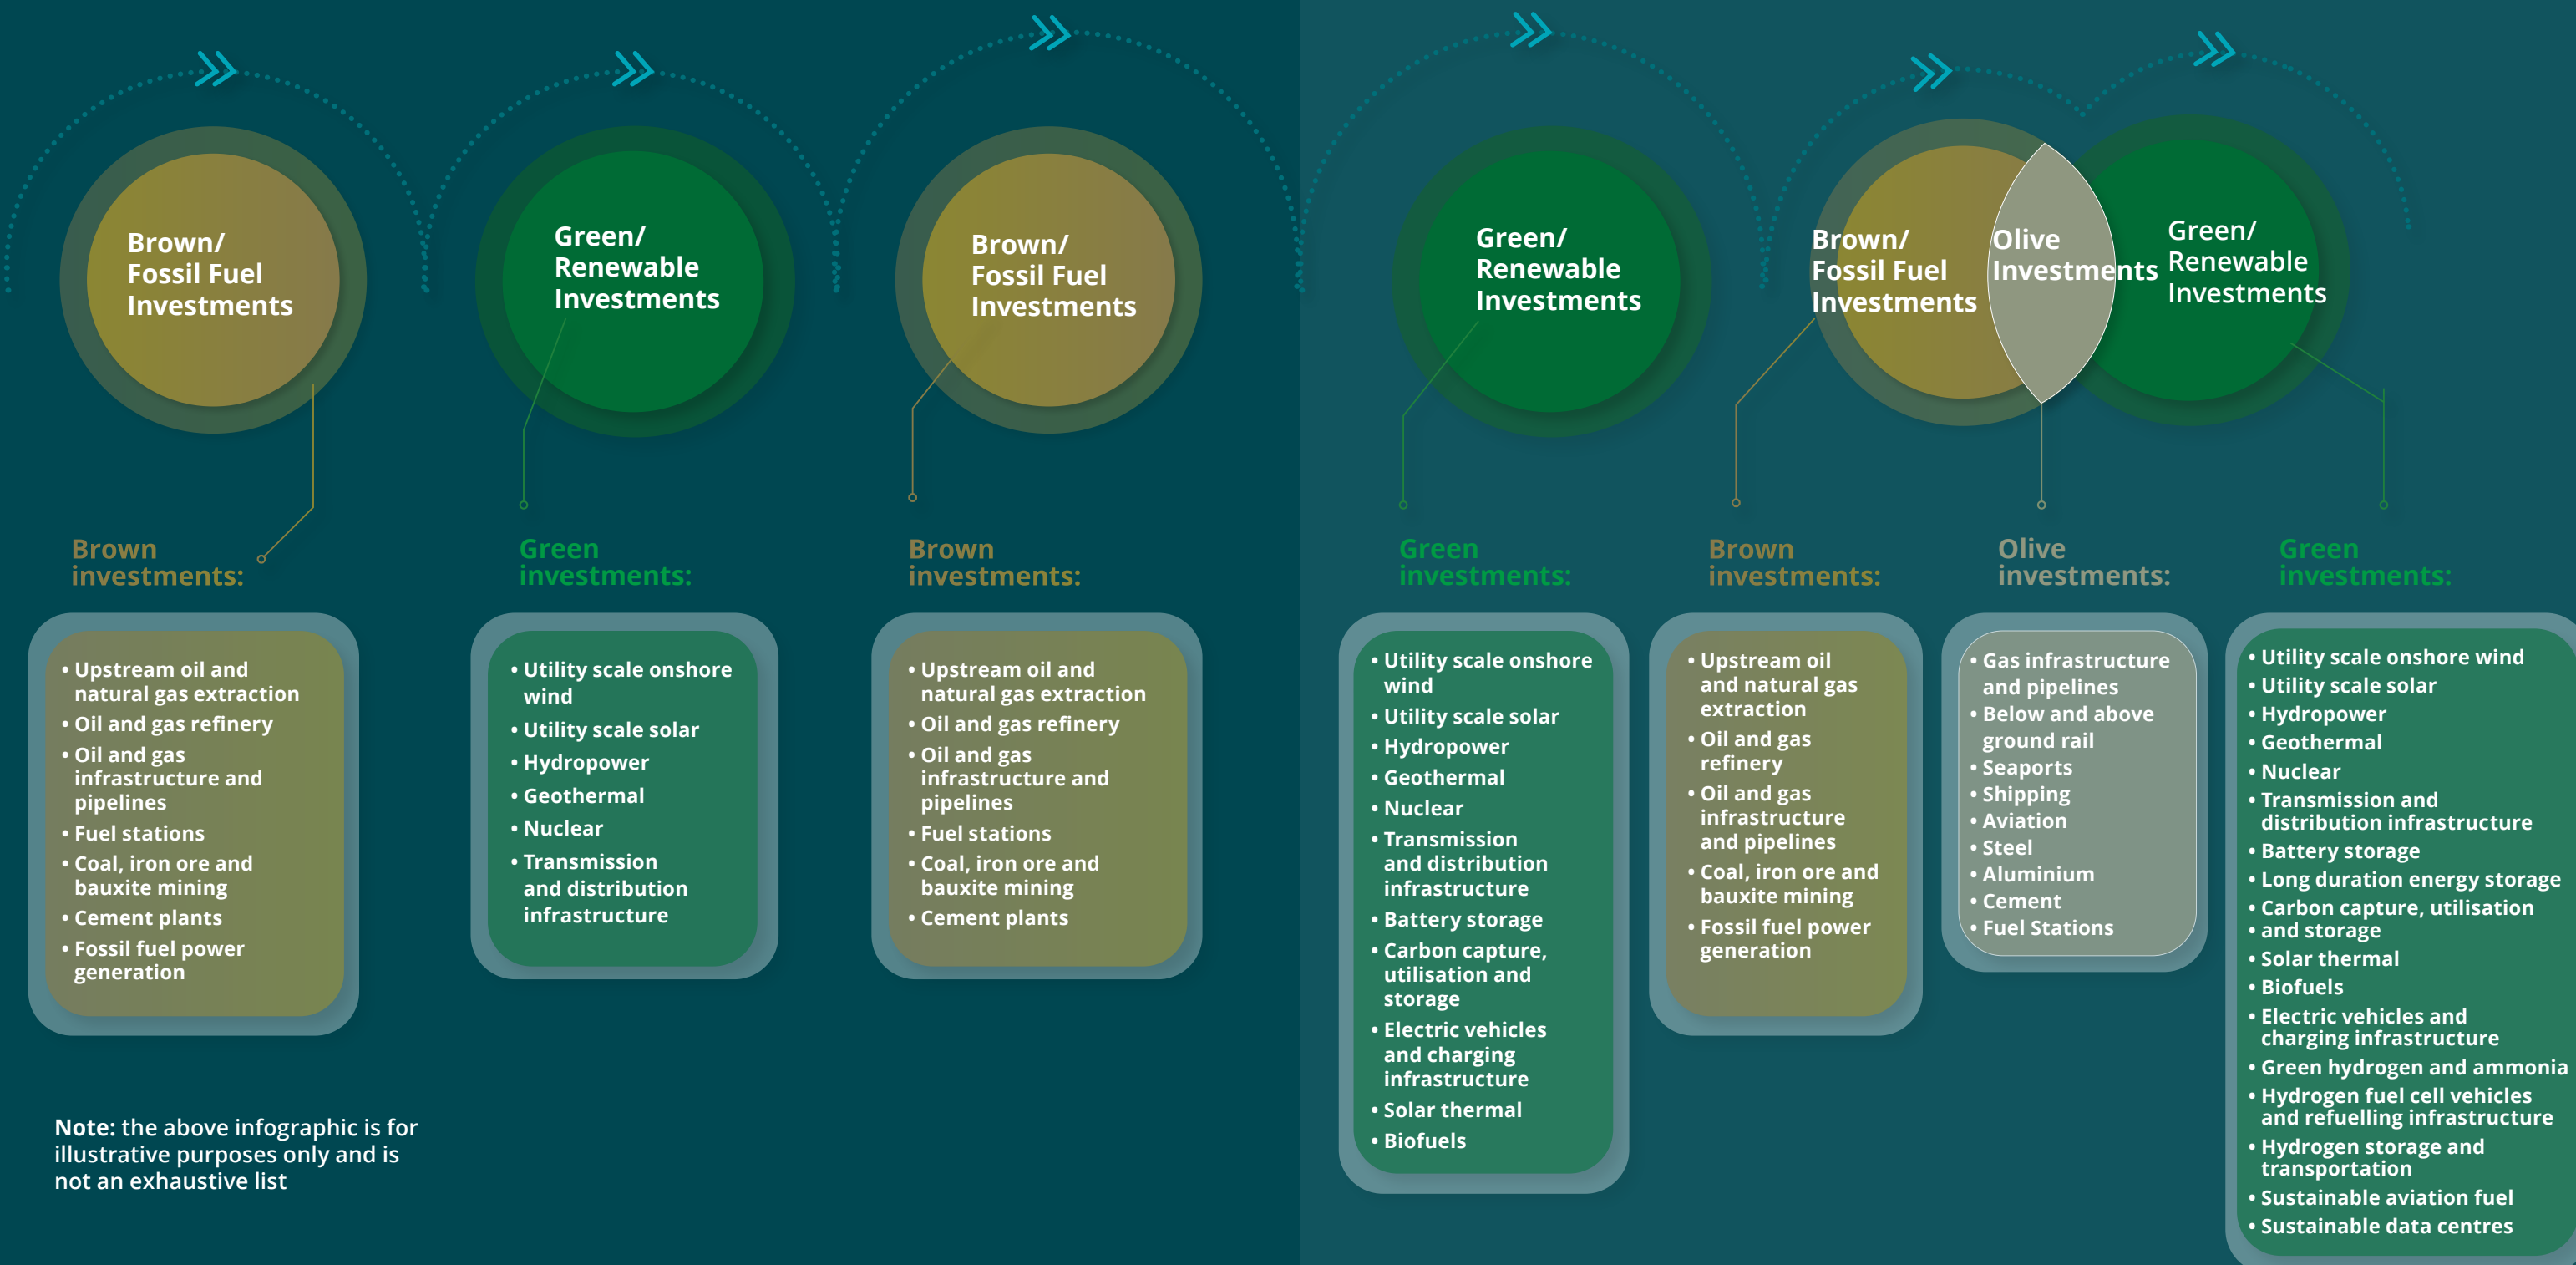 Brown/
Fossil Fuel
Investments
Green/
Renewable
Investments
Brown/
Fossil Fuel
Investments
Green/
Renewable
Investments
Brown/
Fossil Fuel
Investments
Olive
Investments
Green/
Renewable
Investments
Brown
investments:
• Upstream oil and
natural gas extraction
• Oil and gas refinery
• Oil and gas
infrastructure and
pipelines
• Fuel stations
• Coal, iron ore and
bauxite mining
• Cement plants
• Fossil fuel power
generation
Green
investments:
• Utility scale onshore
wind
• Utility scale solar
• Hydropower
• Geothermal
• Nuclear
• Transmission
and distribution
infrastructure
Brown
investments:
• Upstream oil and
natural gas extraction
• Oil and gas refinery
• Oil and gas
infrastructure and
pipelines
• Fuel stations
• Coal, iron ore and
bauxite mining
• Cement plants
Green
investments:
• Utility scale onshore
wind
• Utility scale solar
• Hydropower
• Geothermal
• Nuclear
• Transmission
and distribution
infrastructure
• Battery storage
• Carbon capture,
utilisation and
storage
• Electric vehicles
and charging
infrastructure
• Solar thermal
• Biofuels
Brown
investments:
• Upstream oil
and natural gas
extraction
• Oil and gas
refinery
• Oil and gas
infrastructure
and pipelines
• Coal, iron ore and
bauxite mining
• Fossil fuel power
generation
Olive
investments:
• Gas infrastructure
and pipelines
• Below and above
ground rail
• Seaports
• Shipping
• Aviation
• Steel
• Aluminium
• Cement
• Fuel Stations
Green
investments:
• Utility scale onshore wind
• Utility scale solar
• Hydropower
• Geothermal
• Nuclear
• Transmission and
distribution infrastructure
• Battery storage
• Long duration energy storage
• Carbon capture, utilisation
• and storage
• Solar thermal
• Biofuels
• Electric vehicles and
charging infrastructure
• Green hydrogen and ammonia
• Hydrogen fuel cell vehicles
and refuelling infrastructure
• Hydrogen storage and
transportation
• Sustainable aviation fuel
• Sustainable data centres
Note: the above infographic is for
illustrative purposes only and is
not an exhaustive list